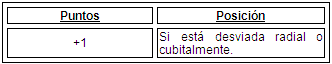 Puntos Posición
+1 Si está desviada radial o
cubitalmente.